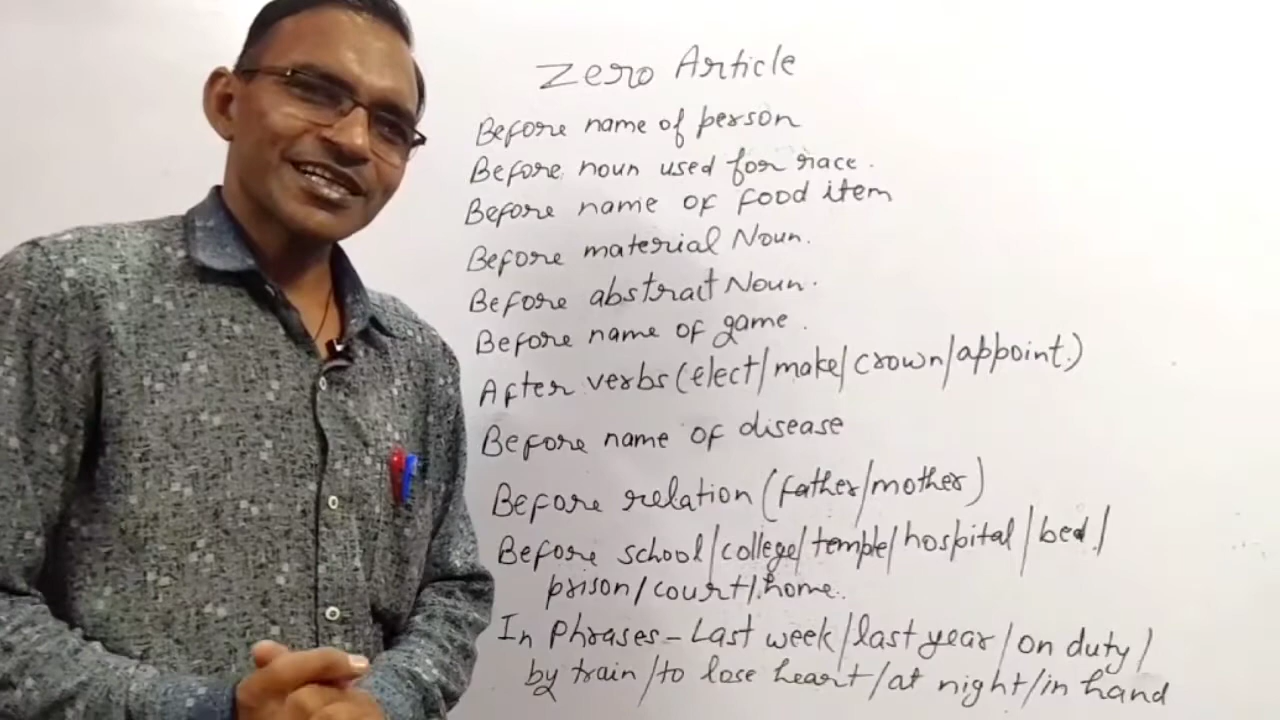 Zero Article
Before name of person
Before noun used for race.
Before name of food item
Before material Noun.
Before abstract Noun.
Before name of game.
After verbs (elect/make/crown/appoint.)
Before name of disease
Before relation (father/mother)
Before school/college/temple/hospital/bed./
prison/court/home..
In Phrases - Last week/last year/on duty/
by train/to lose heart/at night/in hand